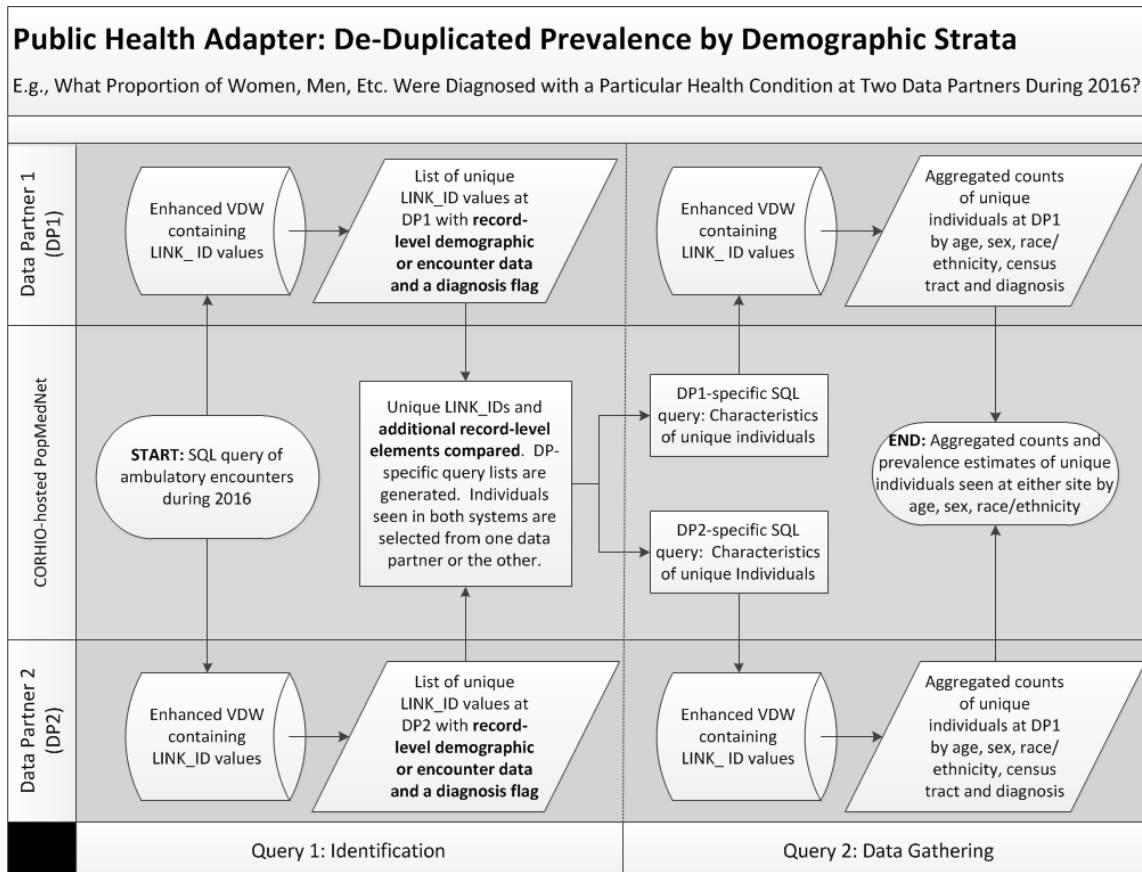 Public Health Adapter: De-Duplicated Prevalence by Demographic Strata
E.g., What Proportion of Women, Men, Etc. Were Diagnosed with a Particular Health Condition at Two Data Partners During 2016?
Data Partner 1
(DP1)
Enhanced VDW
containing
LINK_ ID values
List of unique
LINK_ID values at
DP1 with record-
level demographic
or encounter data
and a diagnosis flag
Enhanced VDW
containing
LINK_ ID values
Aggregated counts
of unique
individuals at DP1
by age, sex, race/
ethnicity, census
tract and diagnosis
CORHIO-hosted PopMedNet
START: SQL query of
ambulatory encounters
during 2016
Unique LINK_IDs and
additional record-level
elements compared.  DP-
specific query lists are
generated.  Individuals
seen in both systems are
selected from one data
partner or the other.
DP1-specific SQL
query: Characteristics
of unique individuals
DP2-specific SQL
query:  Characteristics
of unique Individuals
END: Aggregated counts and
prevalence estimates of unique
individuals seen at either site by
age, sex, race/ethnicity
Data Partner 2
(DP2)
Enhanced VDW
containing
LINK_ID values
List of unique
LINK_ID values at
DP2 with record-
level demographic
or encounter data
and a diagnosis flag
Enhanced VDW
containing
LINK_ID values
Aggregated counts
of unique
individuals at DP1
by age, sex, race/
ethnicity, census
tract and diagnosis
Query 1: Identification
Query 2: Data Gathering